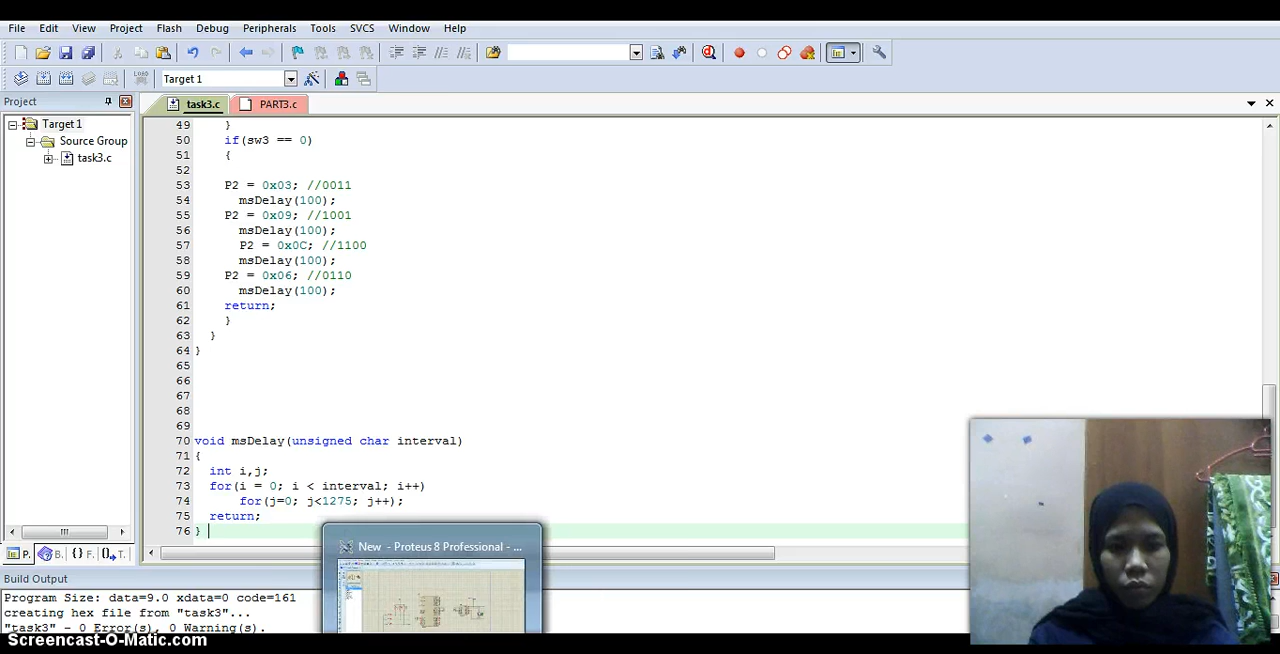 File Edit View Project Flash Debug Peripherals Tools SVCS Window Help
Target 1
Project
task3.c PART3.c
Target 1
Source Group
task3.c
49 }
50 if(sw3 == 0)
51 {
52
53 P2 = 0x03; //0011
54 msDelay(100);
55 P2 = 0x09; //1001
56 msDelay(100);
57 P2 = 0x0C; //1100
58 msDelay(100);
59 P2 = 0x06; //0110
60 msDelay(100);
61 return;
62 }
63 }
64 }
65
66
67
68
69
70 void msDelay(unsigned char interval)
71 {
72 int i,j;
73 for(i = 0; i < interval; i++)
74 for(j=0; j<1275; j++);
75 return;
76 }
P. B. {} F. T.
New - Proteus 8 Professional - ...
Build Output
Program Size: data=9.0 xdata=0 code=161
creating hex file from "task3"...
"task3" - 0 Error(s), 0 Warning(s).
Screencast-O-Matic.com